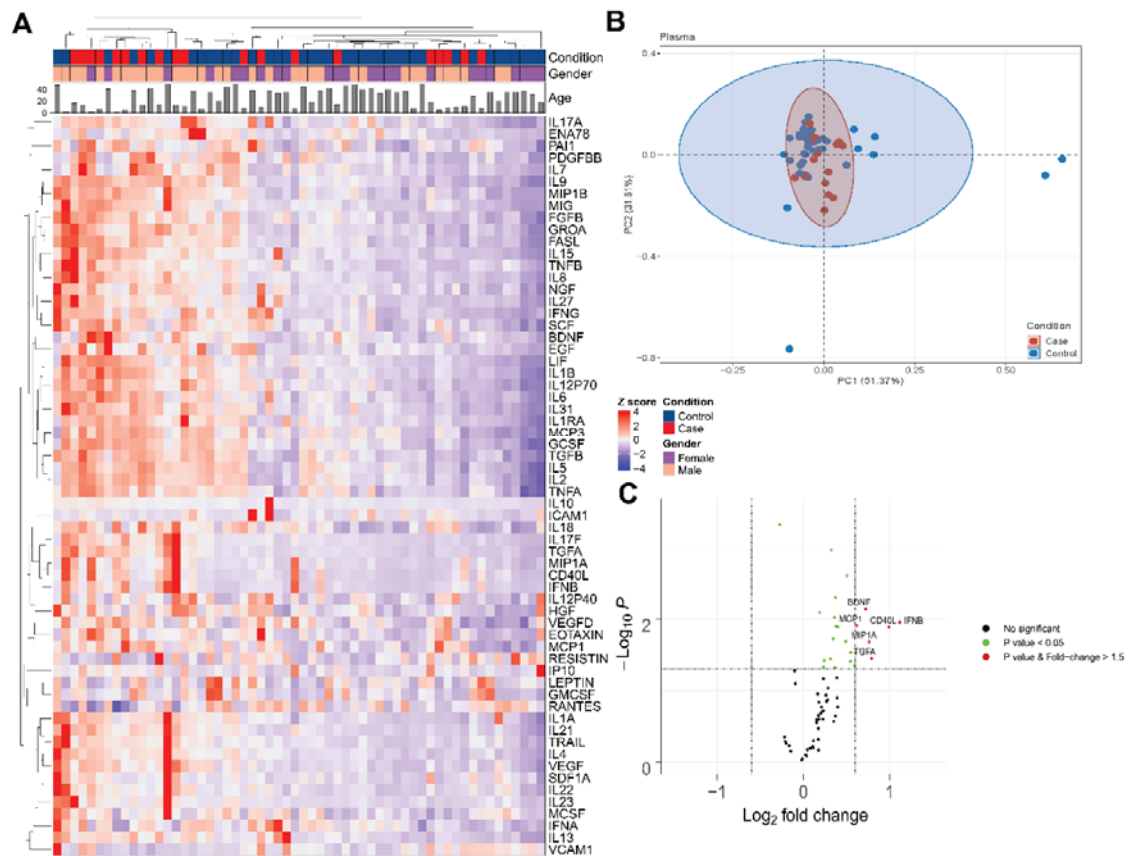 A
Condition
Gender
40
20
0
Age
IL17A
ENA78
PAI1
PDGFBB
IL7
IL9
MIP1B
MIG
FGFB
GROA
FASL
IL15
TNFB
IL8
NGF
IL27
IFNG
SCF
BDNF
EGF
LIF
IL1B
IL12P70
IL6
IL31
IL1RA
MCP3
GCSF
TGFB
IL5
IL2
TNFA
IL10
ICAM1
IL18
IL17F
TGFA
MIP1A
CD40L
IFNB
IL12P40
HGF
VEGFD
EOTAXIN
MCP1
RESISTIN
IP10
LEPTIN
GMCSF
RANTES
IL1A
IL21
TRAIL
IL4
VEGF
SDF1A
IL22
IL23
MCSF
IFNA
IL13
VCAM1
Z score
4
2
0
−2
−4
Condition
Control
Case
Gender
Female
Male
B
Plasma
0.4
0.0
−0.4
−0.8
PC2 (31.81%)
−0.25
0.00
0.25
0.50
PC1 (51.37%)
Condition
Case
Control
C
−Log10 P
2
0
BDNF
MCP1
CD40L
IFNB
MIP1A
TGFA
−1
0
1
Log2 fold change
No significant
P value < 0.05
P value & Fold−change > 1.5